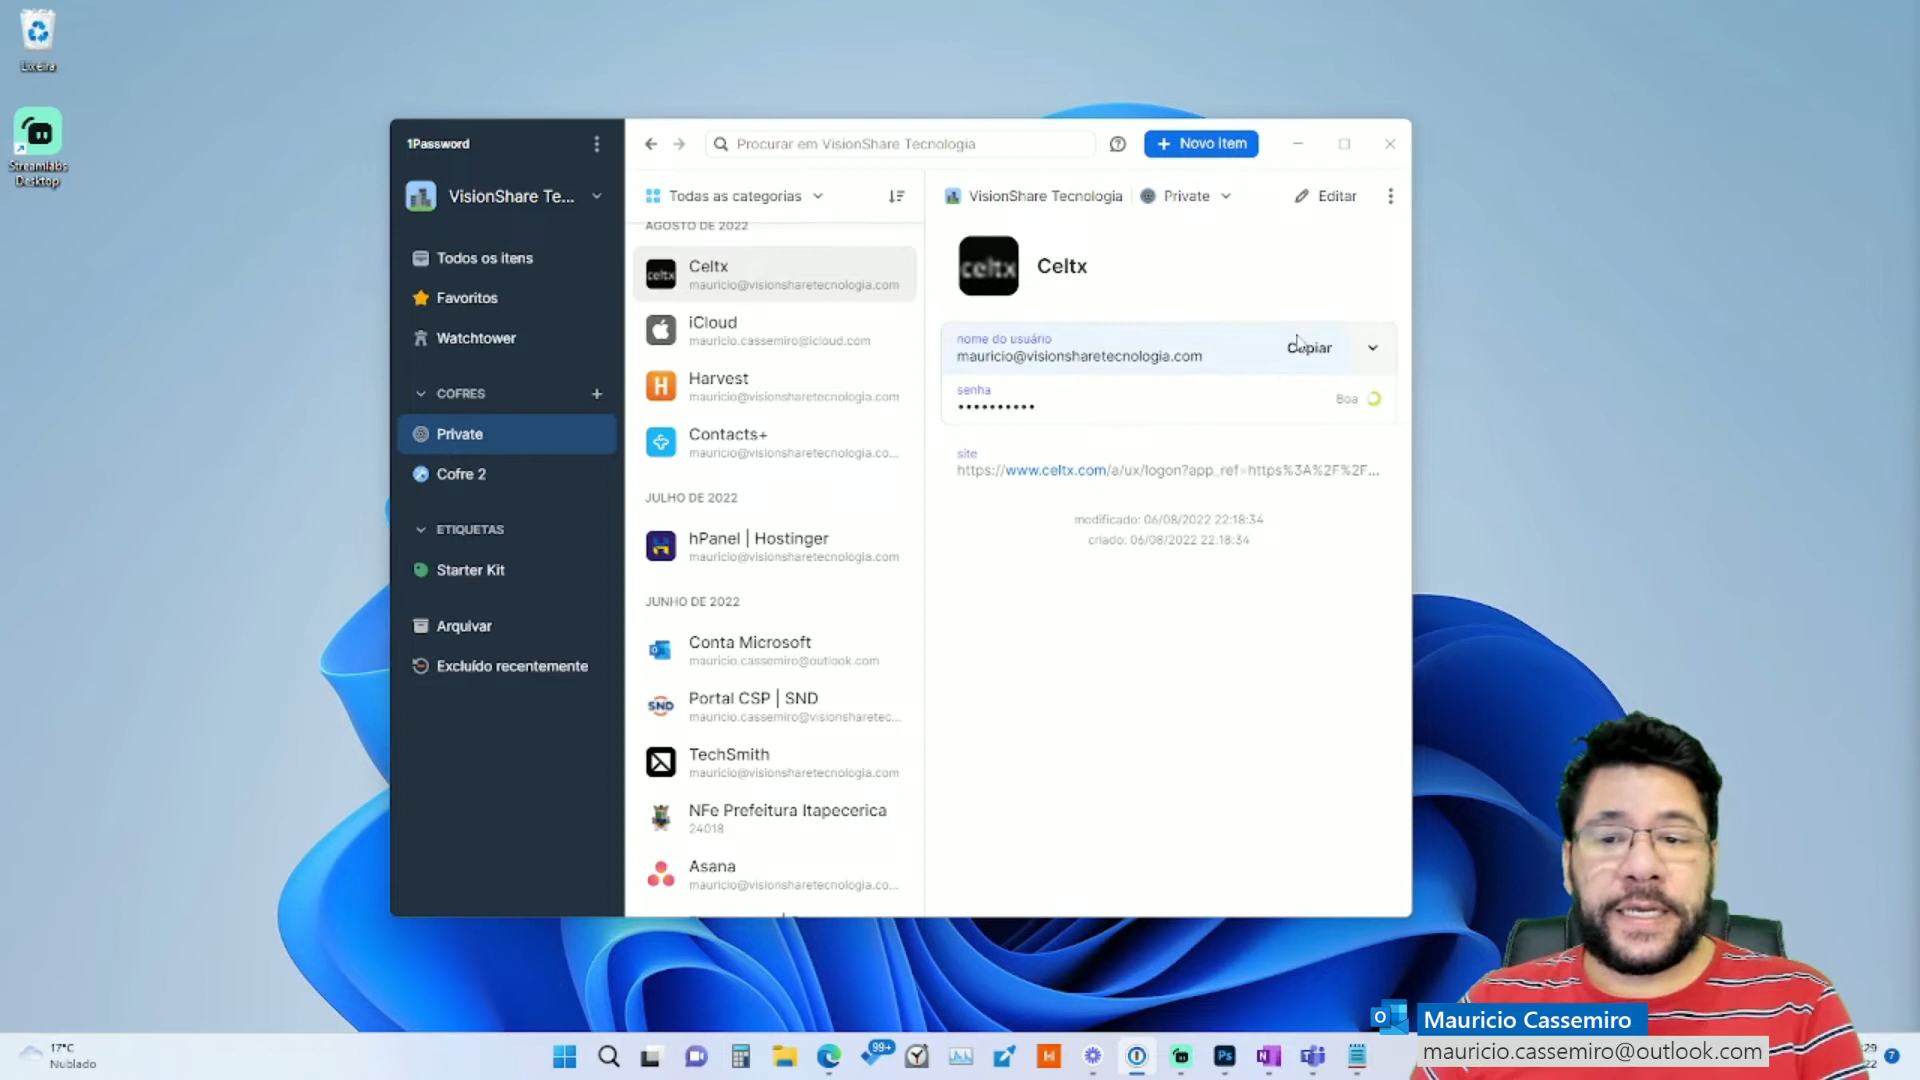 Lixeira
Streamlabs
Desktop
1Password
VisionShare Te...
Todos os itens
Favoritos
Watchtower
COFRES
Private
Cofre 2
ETIQUETAS
Starter Kit
Arquivar
Excluído recentemente
Procurar em VisionShare Tecnologia
Novo Item
Todas as categorias
AGOSTO DE 2022
celtx
Celtx
mauricio@visionsharetecnologia.com
iCloud
mauricio.cassemiro@icloud.com
Harvest
mauricio@visionsharetecnologia.com
Contacts+
mauricio@visionsharetecnologia.co...
JULHO DE 2022
hPanel | Hostinger
mauricio@visionsharetecnologia.com
JUNHO DE 2022
Conta Microsoft
mauricio.cassemiro@outlook.com
SND
Portal CSP | SND
mauricio.cassemiro@visionsharetec...
TechSmith
mauricio@visionsharetecnologia.com
NFe Prefeitura Itapecerica
24018
Asana
mauricio@visionsharetecnologia.co...
VisionShare Tecnologia
Private
Editar
celtx
Celtx
nome do usuário
mauricio@visionsharetecnologia.com
Copiar
senha
••••••••••
Boa
site
https://www.celtx.com/a/ux/logon?app_ref=https%3A%2F%2F...
modificado: 06/08/2022 22:18:34
criado: 06/08/2022 22:18:34
Mauricio Cassemiro
mauricio.cassemiro@outlook.com
17°C
Nublado
99+
Ps
29
22
7